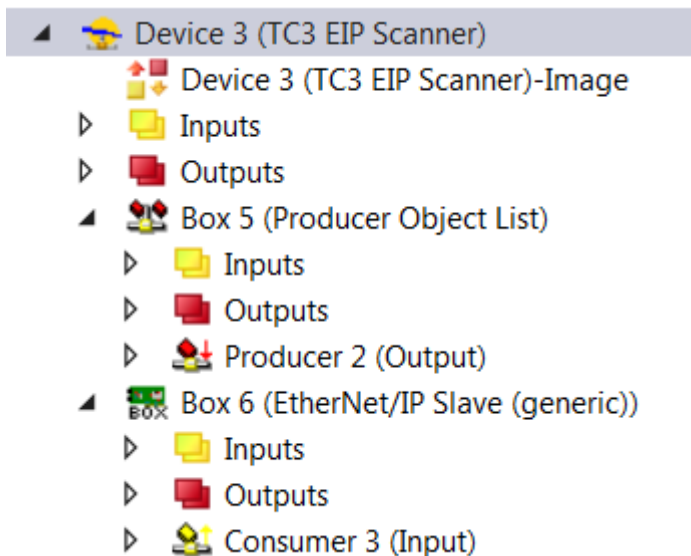 Device 3 (TC3 EIP Scanner)
Device 3 (TC3 EIP Scanner)-Image
Inputs
Outputs
Box 5 (Producer Object List)
Inputs
Outputs
Producer 2 (Output)
BOX Box 6 (EtherNet/IP Slave (generic))
Inputs
Outputs
Consumer 3 (Input)